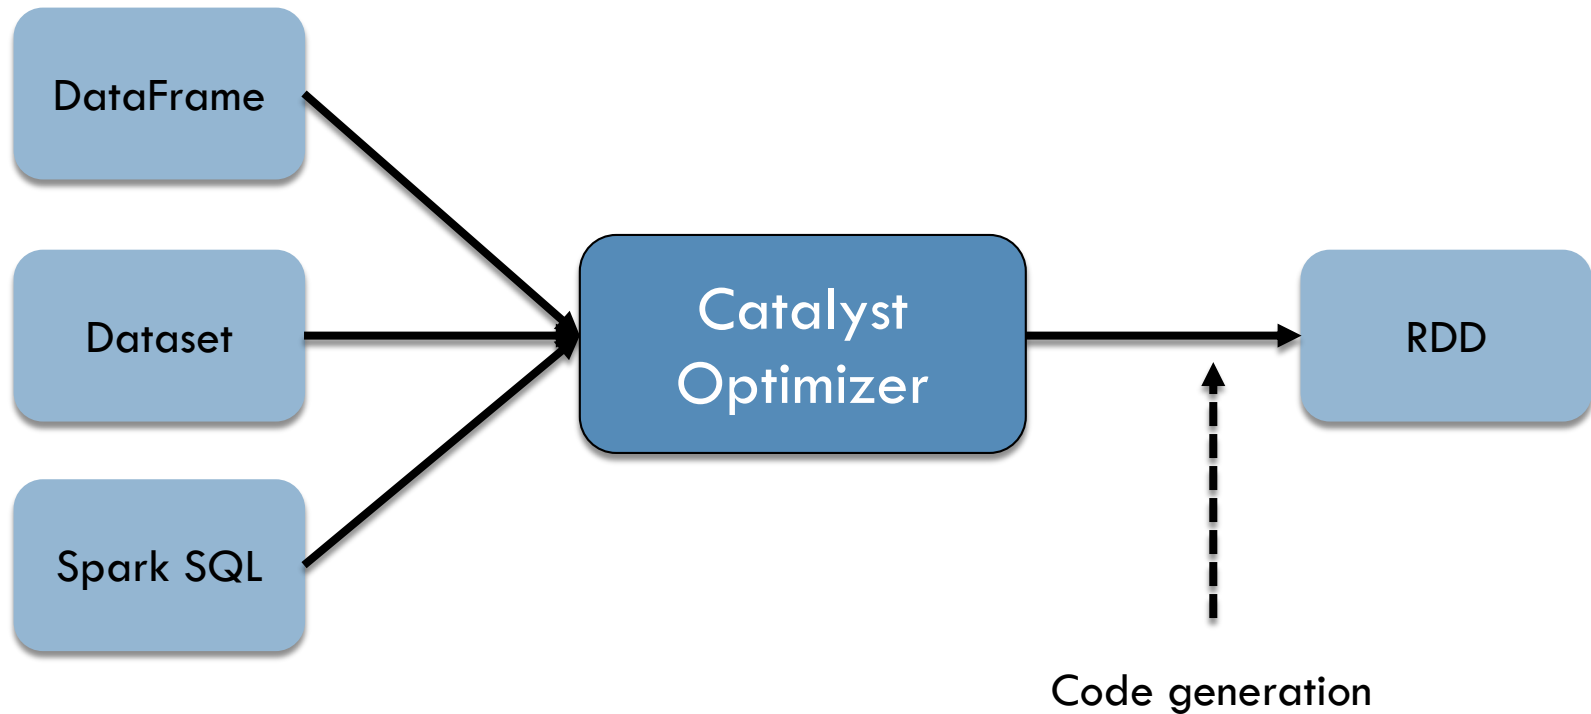 DataFrame
Dataset
Spark SQL
Catalyst
Optimizer
RDD
Code generation